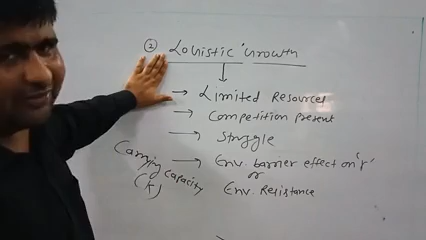 ② Logistic Growth
→ Limited Resources
→ Competition Present
→ Struggle
→ Env. barrier effect on 'r'
or
Env. Resistance
Carrying Capacity
(K)